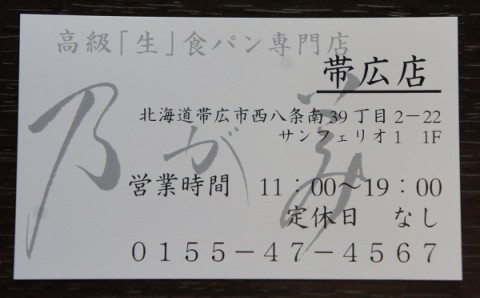 高級「生」食パン専門店
帯広店
乃が美
北海道帯広市西八条南39丁目2−22
サンフェリオ1 1F
営業時間 11：00〜19：00
定休日 なし
0155−47−4567